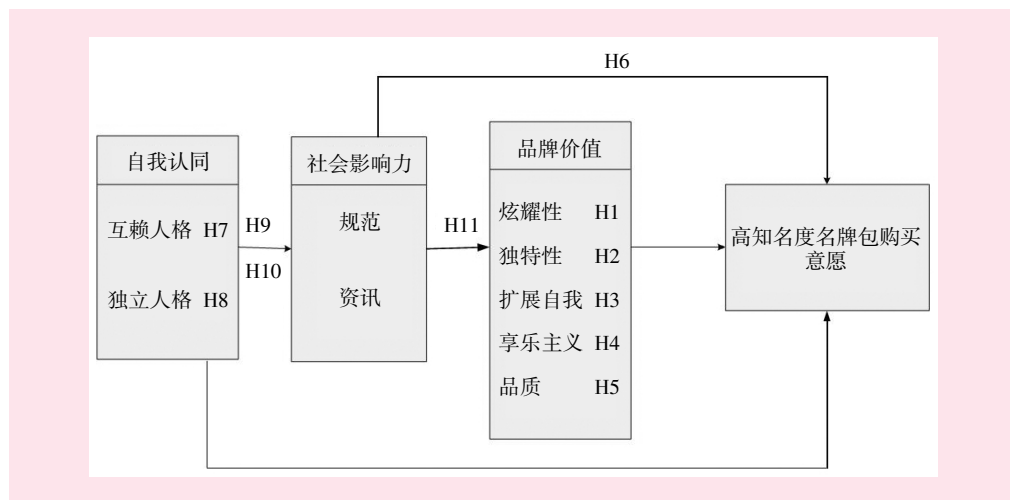 H6
自我认同
互赖人格 H7
独立人格 H8
H9
H10
社会影响力
规范
资讯
H11
品牌价值
炫耀性 H1
独特性 H2
扩展自我 H3
享乐主义 H4
品质 H5
高知名度名牌包购买
意愿